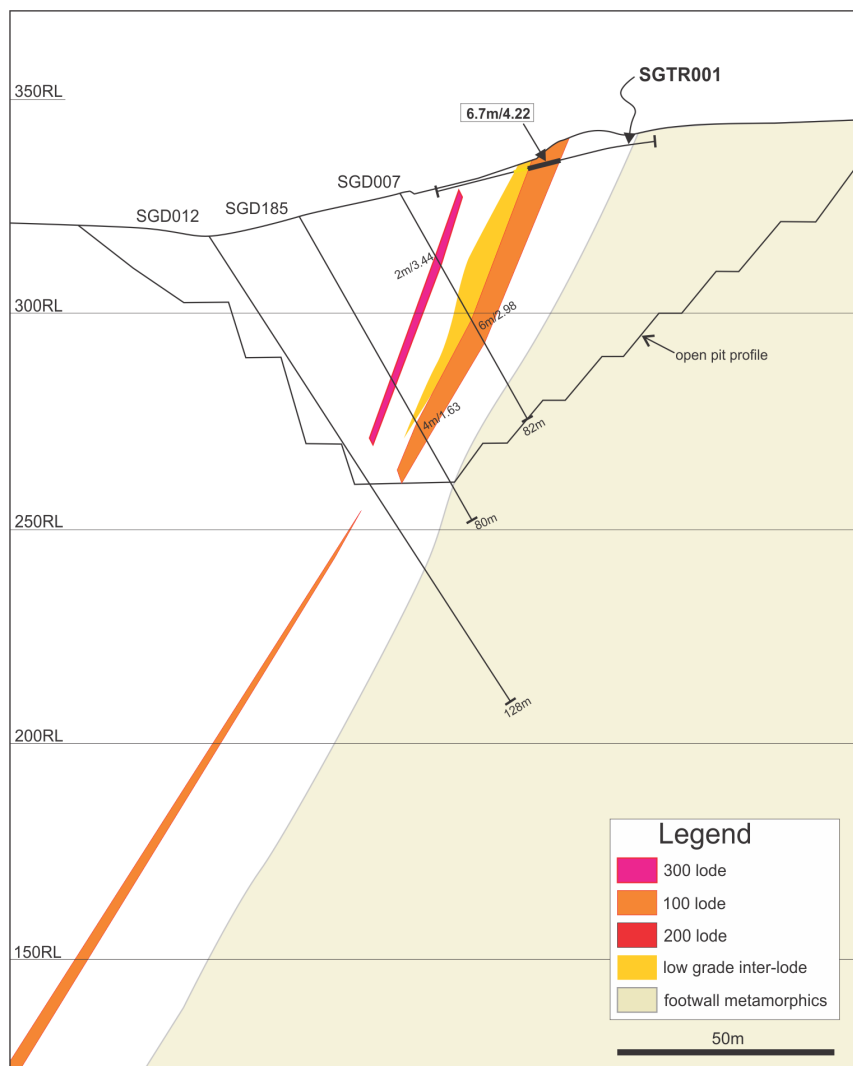 SGTR001
350RL
6.7m/4.22
SGD007
SGD185
SGD012
2m/3.44
300RL
6m/2.98
open pit profile
4m/1.63
82m
80m
250RL
128m
200RL
Legend
300 lode
100 lode
200 lode
low grade inter-lode
footwall metamorphics
150RL
50m